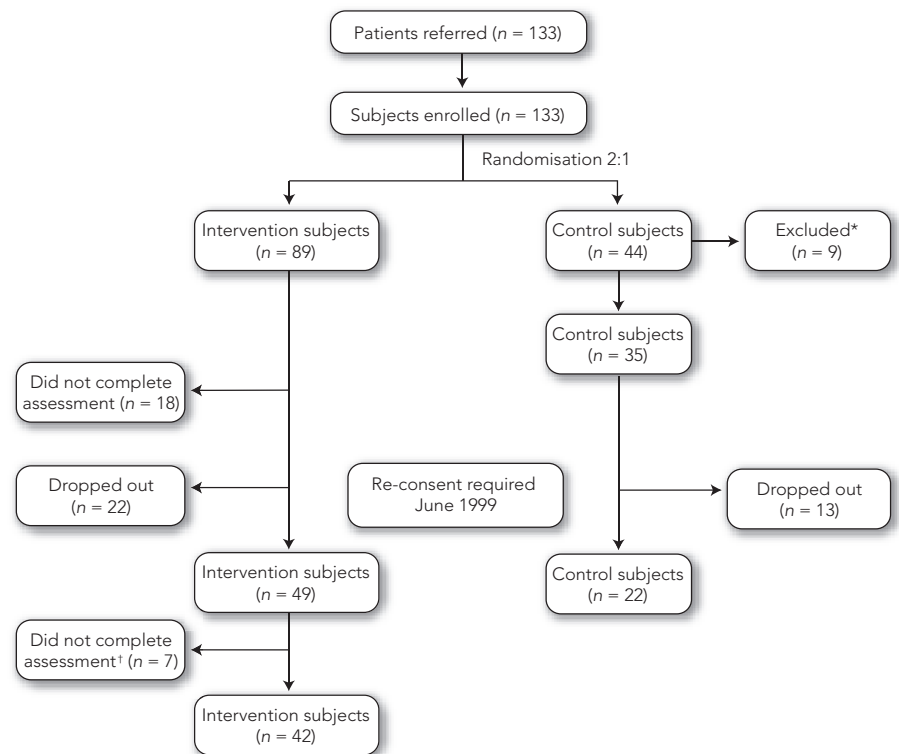 Patients referred (n = 133)
Subjects enrolled (n = 133)
Randomisation 2:1
Intervention subjects
(n = 89)
Control subjects
(n = 44)
Excluded*
(n = 9)
Control subjects
(n = 35)
Did not complete
assessment (n = 18)
Dropped out
(n = 22)
Re-consent required
June 1999
Dropped out
(n = 13)
Intervention subjects
(n = 49)
Control subjects
(n = 22)
Did not complete
assessment† (n = 7)
Intervention subjects
(n = 42)